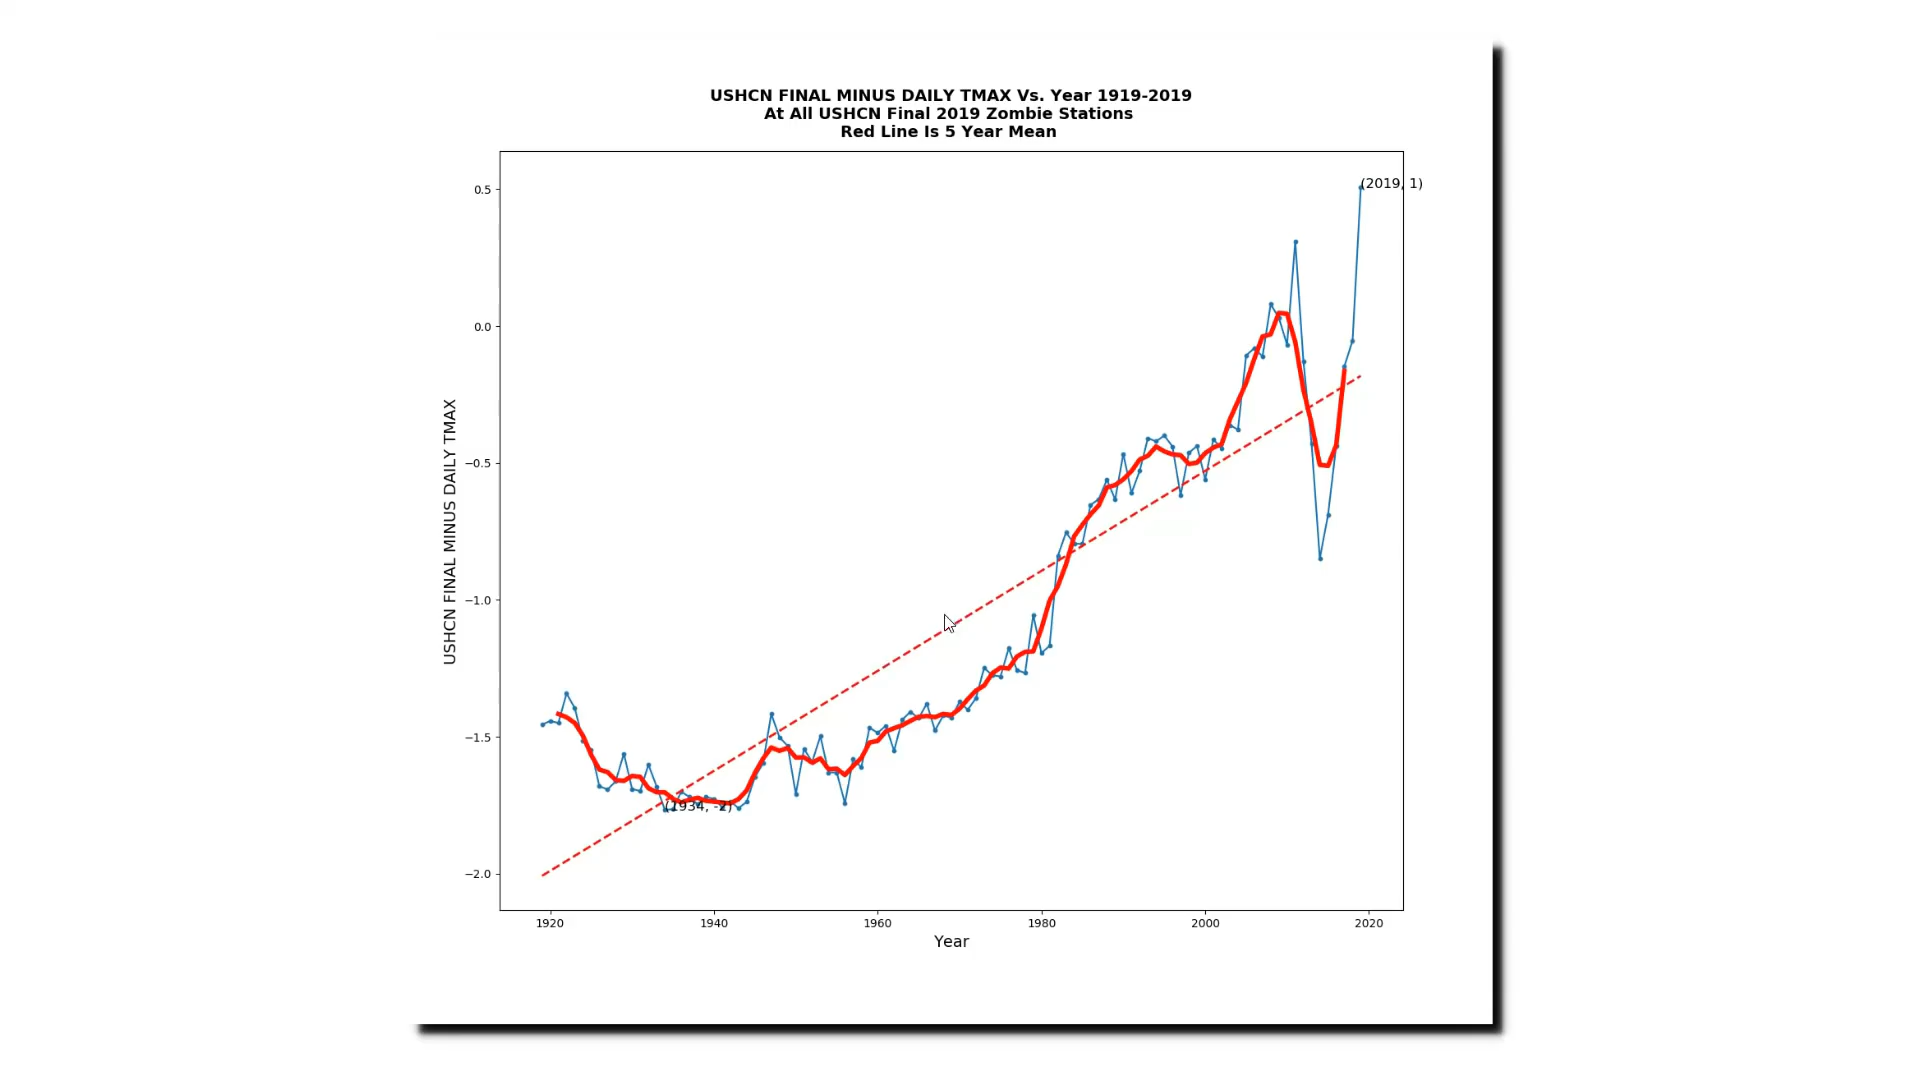 USHCN FINAL MINUS DAILY TMAX Vs. Year 1919-2019
At All USHCN Final 2019 Zombie Stations
Red Line Is 5 Year Mean
USHCN FINAL MINUS DAILY TMAX
0.5
0.0
−0.5
−1.0
−1.5
−2.0
(2019, 1)
(1934, -2)
1920
1940
1960
1980
2000
2020
Year